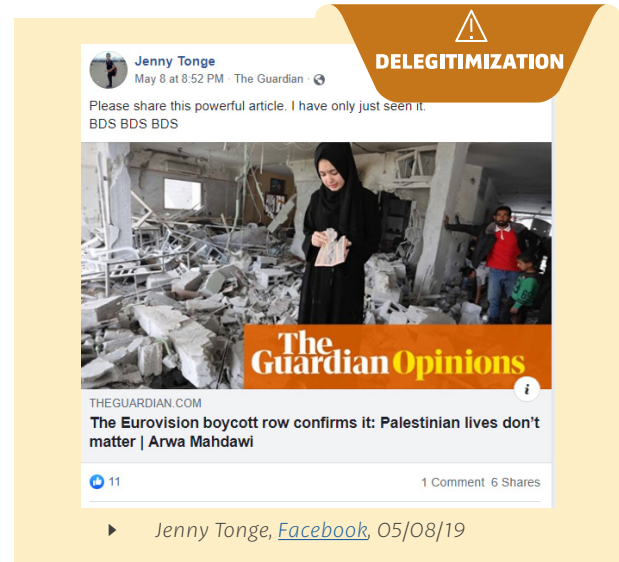 DELEGITIMIZATION
Jenny Tonge
May 8 at 8:52 PM · The Guardian ·
Please share this powerful article. I have only just seen it.
BDS BDS BDS
The
Guardian Opinions
i
THEGUARDIAN.COM
The Eurovision boycott row confirms it: Palestinian lives don't
matter | Arwa Mahdawi
11
1 Comment 6 Shares
Jenny Tonge, Facebook, 05/08/19